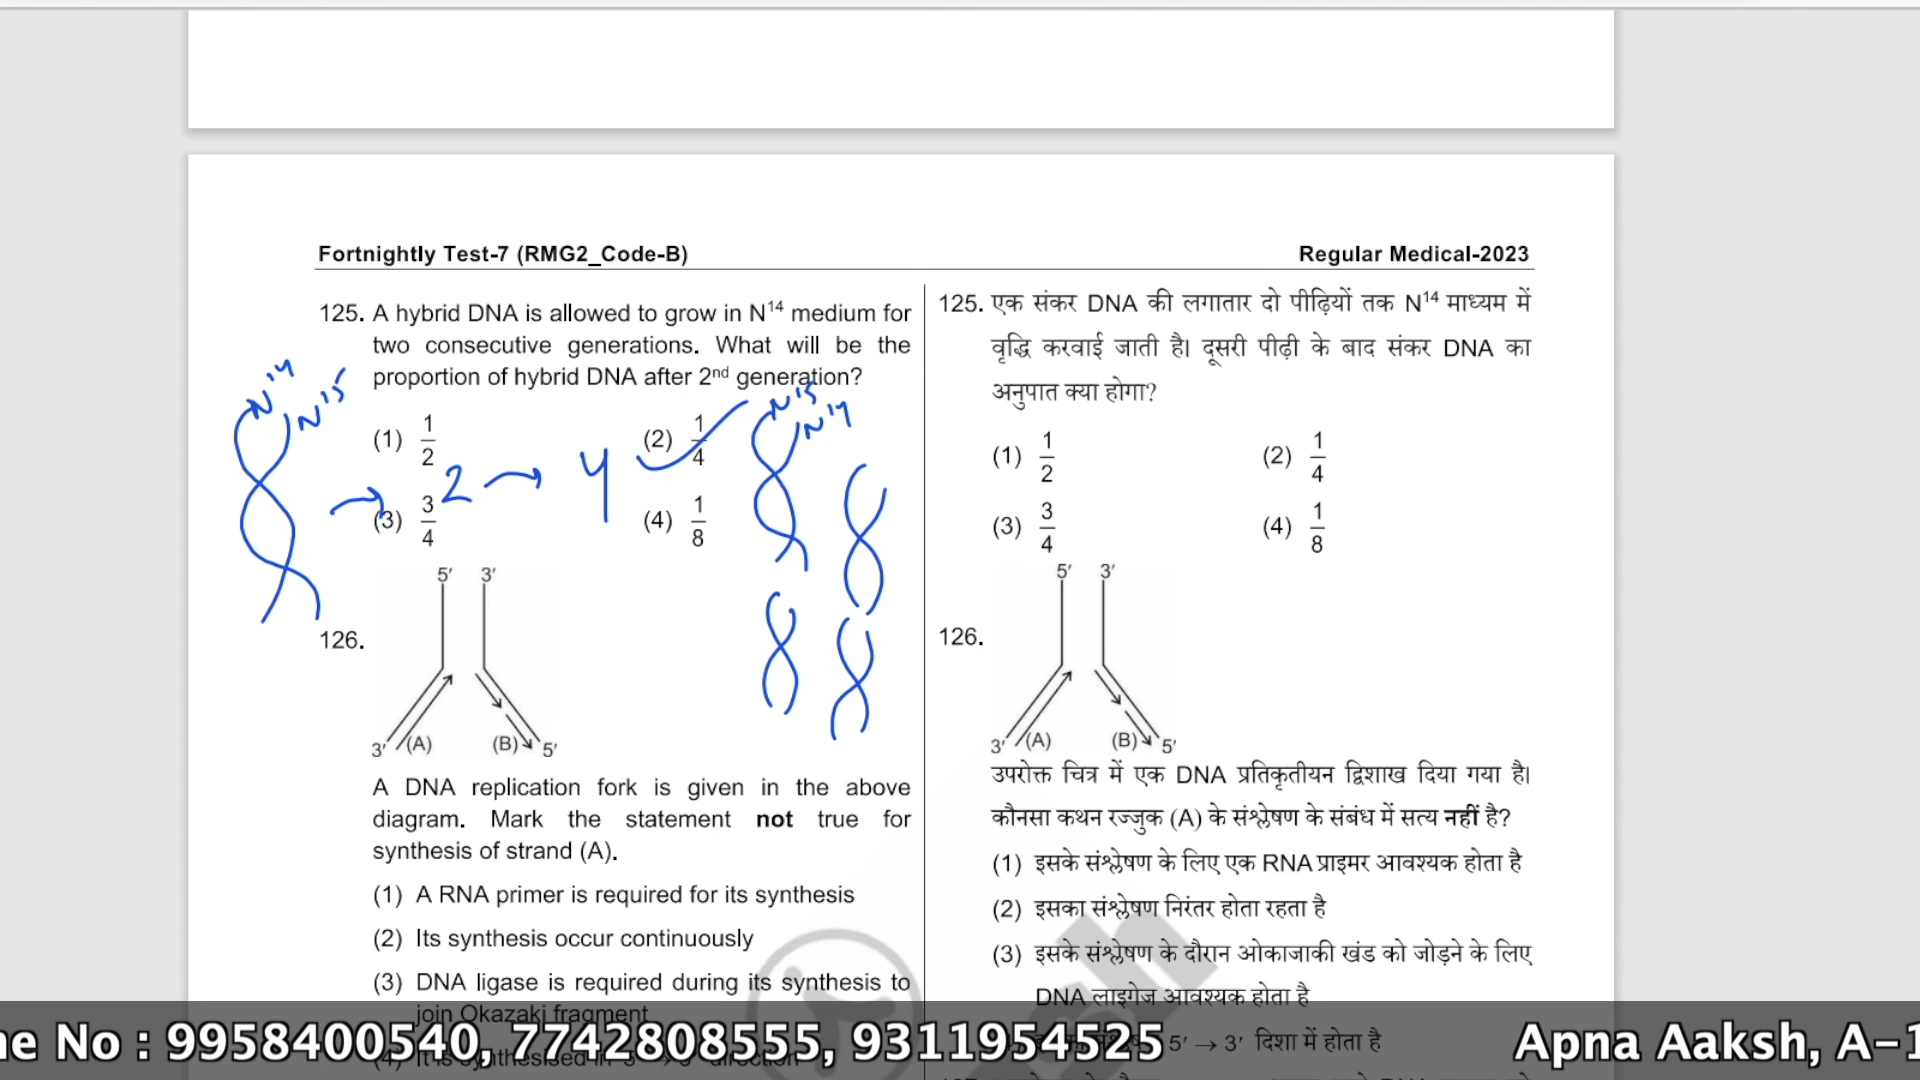 Fortnightly Test-7 (RMG2_Code-B)
Regular Medical-2023
125. A hybrid DNA is allowed to grow in N¹⁴ medium for
two consecutive generations. What will be the
proportion of hybrid DNA after 2ⁿᵈ generation?
N¹⁴
N¹⁵
(1) 1/2
(2) 1/4
2 → 4
N¹⁵
N¹⁴
(3) 3/4
(4) 1/8
5′ 3′
126.
3′ (A) (B) 5′
A DNA replication fork is given in the above
diagram. Mark the statement not true for
synthesis of strand (A).
(1) A RNA primer is required for its synthesis
(2) Its synthesis occur continuously
(3) DNA ligase is required during its synthesis to
join Okazaki fragment
125. एक संकर DNA की लगातार दो पीढ़ियों तक N¹⁴ माध्यम में
वृद्धि करवाई जाती है। दूसरी पीढ़ी के बाद संकर DNA का
अनुपात क्या होगा?
(1) 1/2
(2) 1/4
(3) 3/4
(4) 1/8
5′ 3′
126.
3′ (A) (B) 5′
उपरोक्त चित्र में एक DNA प्रतिकृतीयन द्विशाख दिया गया है।
कौनसा कथन रज्जुक (A) के संश्लेषण के संबंध में सत्य नहीं है?
(1) इसके संश्लेषण के लिए एक RNA प्राइमर आवश्यक होता है
(2) इसका संश्लेषण निरंतर होता रहता है
(3) इसके संश्लेषण के दौरान ओकाजाकी खंड को जोड़ने के लिए
DNA लाइगेज आवश्यक होता है
5′ → 3′ दिशा में होता है
ne No : 9958400540, 7742808555, 9311954525
Apna Aaksh, A-1